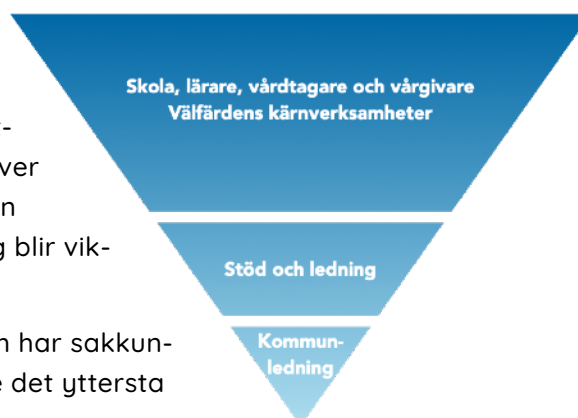 Skola, lärare, vårdtagare och vårgivare
Välfärdens kärnverksamheter
Stöd och ledning
Kommun-
ledning
-
ver
n
g blir vik-
n har sakkun-
e det yttersta